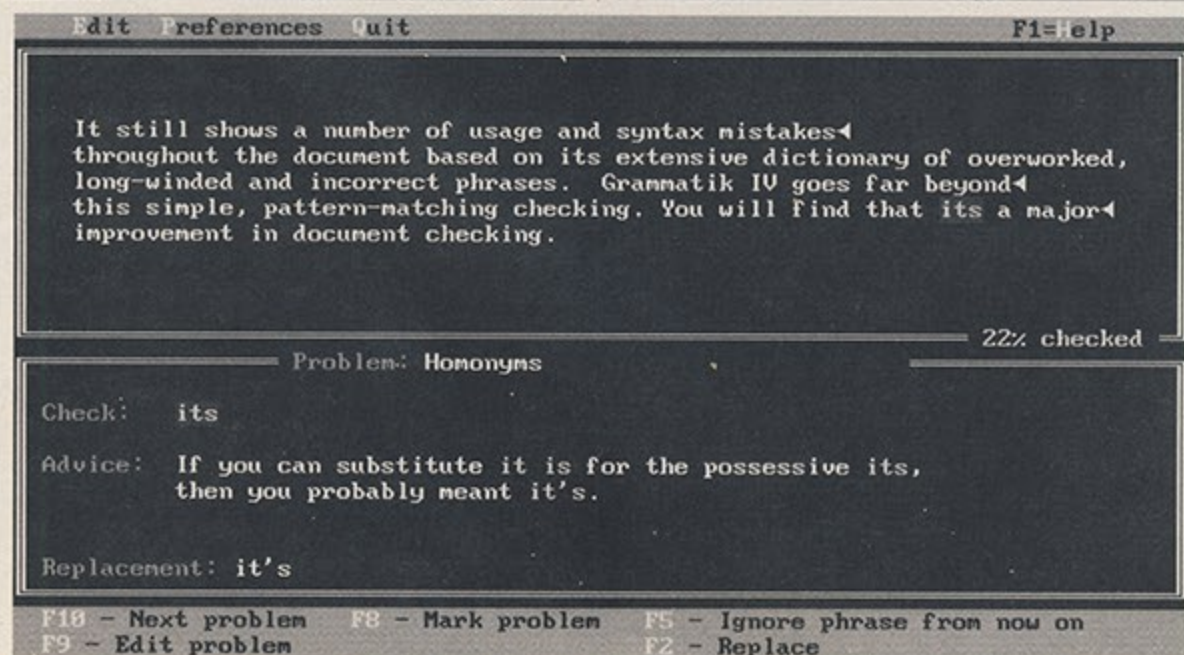 Edit Preferences Quit F1=Help
It still shows a number of usage and syntax mistakes◄
throughout the document based on its extensive dictionary of overworked,
long-winded and incorrect phrases. Grammatik IV goes far beyond◄
this simple, pattern-matching checking. You will find that its a major◄
improvement in document checking.
22% checked
Problem: Homonyms
Check: its
Advice: If you can substitute it is for the possessive its,
then you probably meant it's.
Replacement: it's
F10 - Next problem F8 - Mark problem F5 - Ignore phrase from now on
F9 - Edit problem F2 - Replace